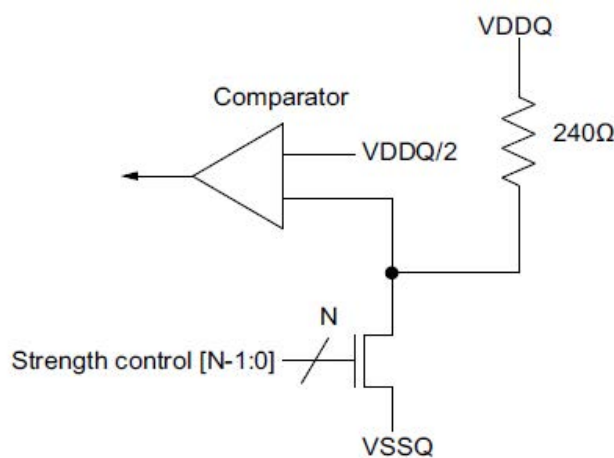 VDDQ
Comparator
240Ω
VDDQ/2
N
Strength control [N-1:0]
VSSQ